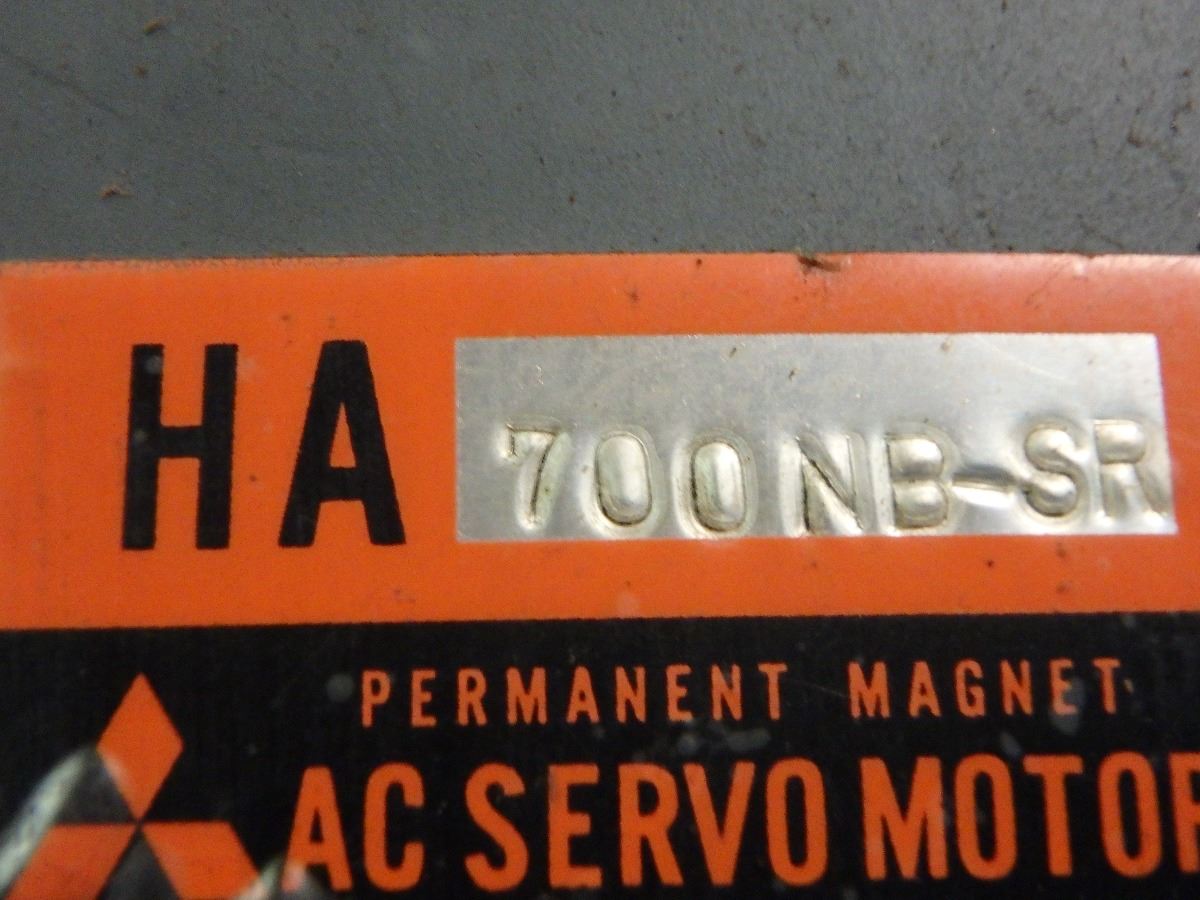 HA 700NB-SR
PERMANENT MAGNET
AC SERVO MOTOR